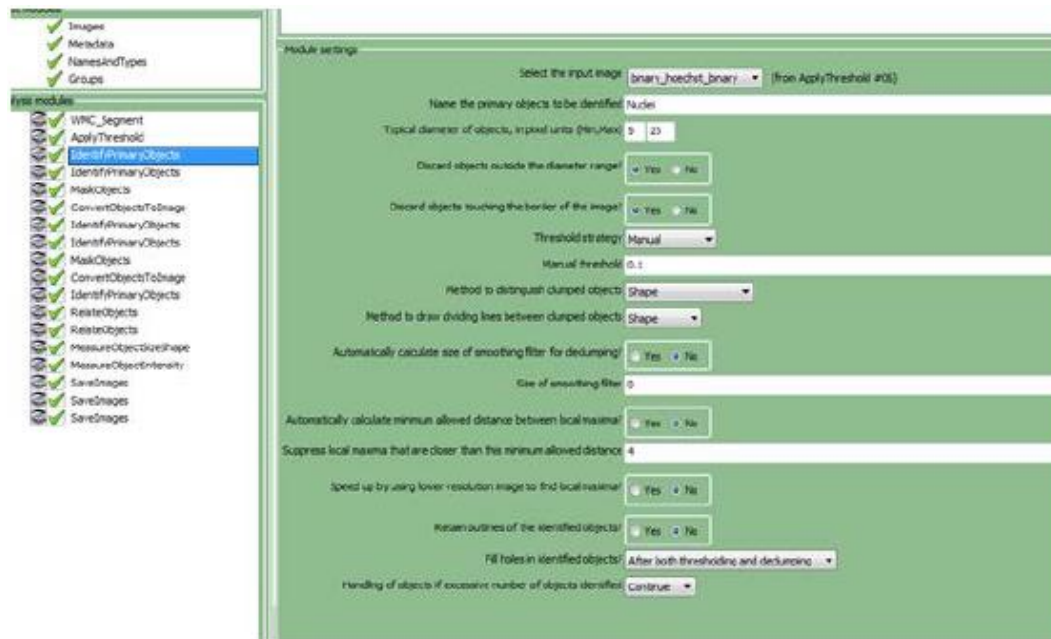 Images
Metadata
NamesAndTypes
Groups
WMC_Segment
ApplyThreshold
IdentifyPrimaryObjects
IdentifyPrimaryObjects
MaskObjects
ConvertObjectsToImage
IdentifyPrimaryObjects
IdentifyPrimaryObjects
MaskObjects
ConvertObjectsToImage
IdentifyPrimaryObjects
RelateObjects
RelateObjects
MeasureObjectSizeShape
MeasureObjectIntensity
SaveImages
SaveImages
SaveImages
Module settings
Select the input image binary_hoechst_binary (from ApplyThreshold #06)
Name the primary objects to be identified Nuclei
Typical diameter of objects, in pixel units (Min,Max) 23
Discard objects outside the diameter range? Yes No
Discard objects touching the border of the image? Yes No
Threshold strategy Manual
Manual threshold 0.1
Method to distinguish clumped objects Shape
Method to draw dividing lines between clumped objects Shape
Automatically calculate size of smoothing filter for declumping? Yes No
Size of smoothing filter 0
Automatically calculate minimum allowed distance between local maxima? Yes No
Suppress local maxima that are closer than this minimum allowed distance 4
Speed up by using lower resolution image to find local maxima? Yes No
Retain outlines of the identified objects? Yes No
Fill holes in identified objects? After both thresholding and declumping
Handling of objects if excessive number of objects identified Continue